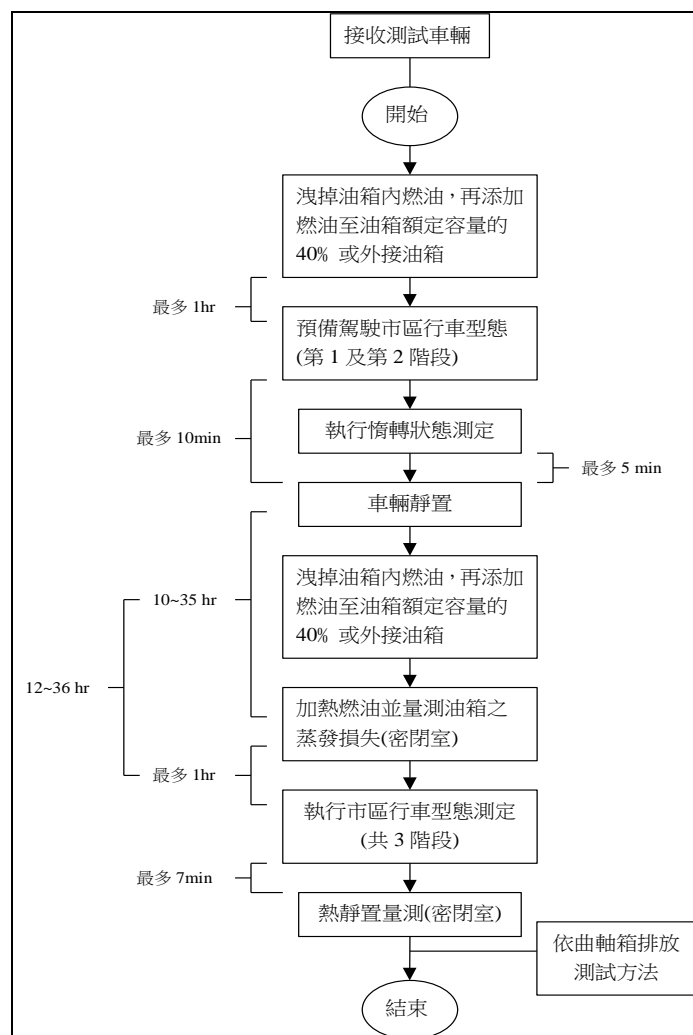 接收測試車輛
開始
洩掉油箱內燃油，再添加
燃油至油箱額定容量的
40% 或外接油箱
最多 1hr
預備駕駛市區行車型態
(第 1 及第 2 階段)
最多 10min
執行惰轉狀態測定
最多 5 min
車輛靜置
洩掉油箱內燃油，再添加
燃油至油箱額定容量的
40% 或外接油箱
10~35 hr
12~36 hr
加熱燃油並量測油箱之
蒸發損失(密閉室)
最多 1hr
執行市區行車型態測定
(共 3 階段)
最多 7min
熱靜置量測(密閉室)
依曲軸箱排放
測試方法
結束